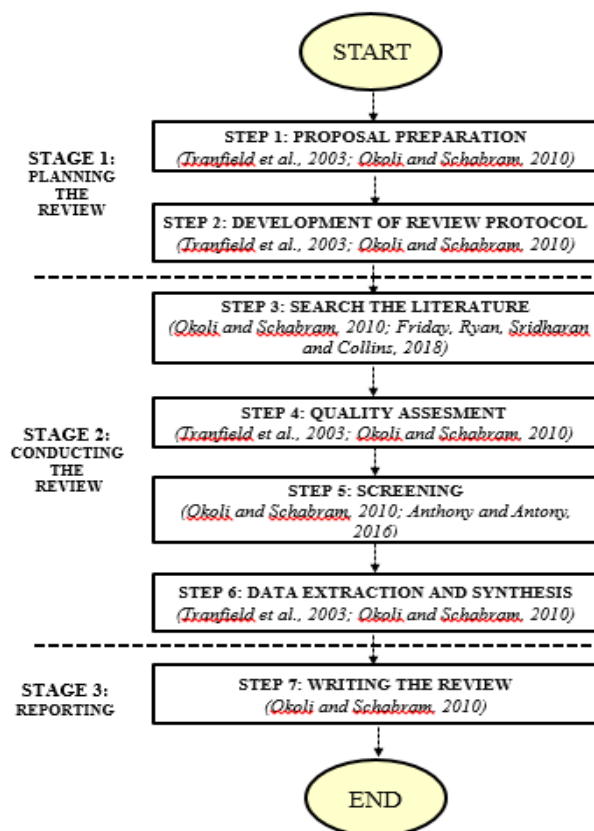 START
STEP 1: PROPOSAL PREPARATION
(Tranfield et al., 2003; Okoli and Schabram, 2010)
STAGE 1:
PLANNING
THE
REVIEW
STEP 2: DEVELOPMENT OF REVIEW PROTOCOL
(Tranfield et al., 2003; Okoli and Schabram, 2010)
STEP 3: SEARCH THE LITERATURE
(Okoli and Schabram, 2010; Friday, Ryan, Sridharan
and Collins, 2018)
STEP 4: QUALITY ASSESMENT
(Tranfield et al., 2003; Okoli and Schabram, 2010)
STAGE 2:
CONDUCTING
THE
REVIEW
STEP 5: SCREENING
(Okoli and Schabram, 2010; Anthony and Antony,
2016)
STEP 6: DATA EXTRACTION AND SYNTHESIS
(Tranfield et al., 2003; Okoli and Schabram, 2010)
STAGE 3:
REPORTING
STEP 7: WRITING THE REVIEW
(Okoli and Schabram, 2010)
END